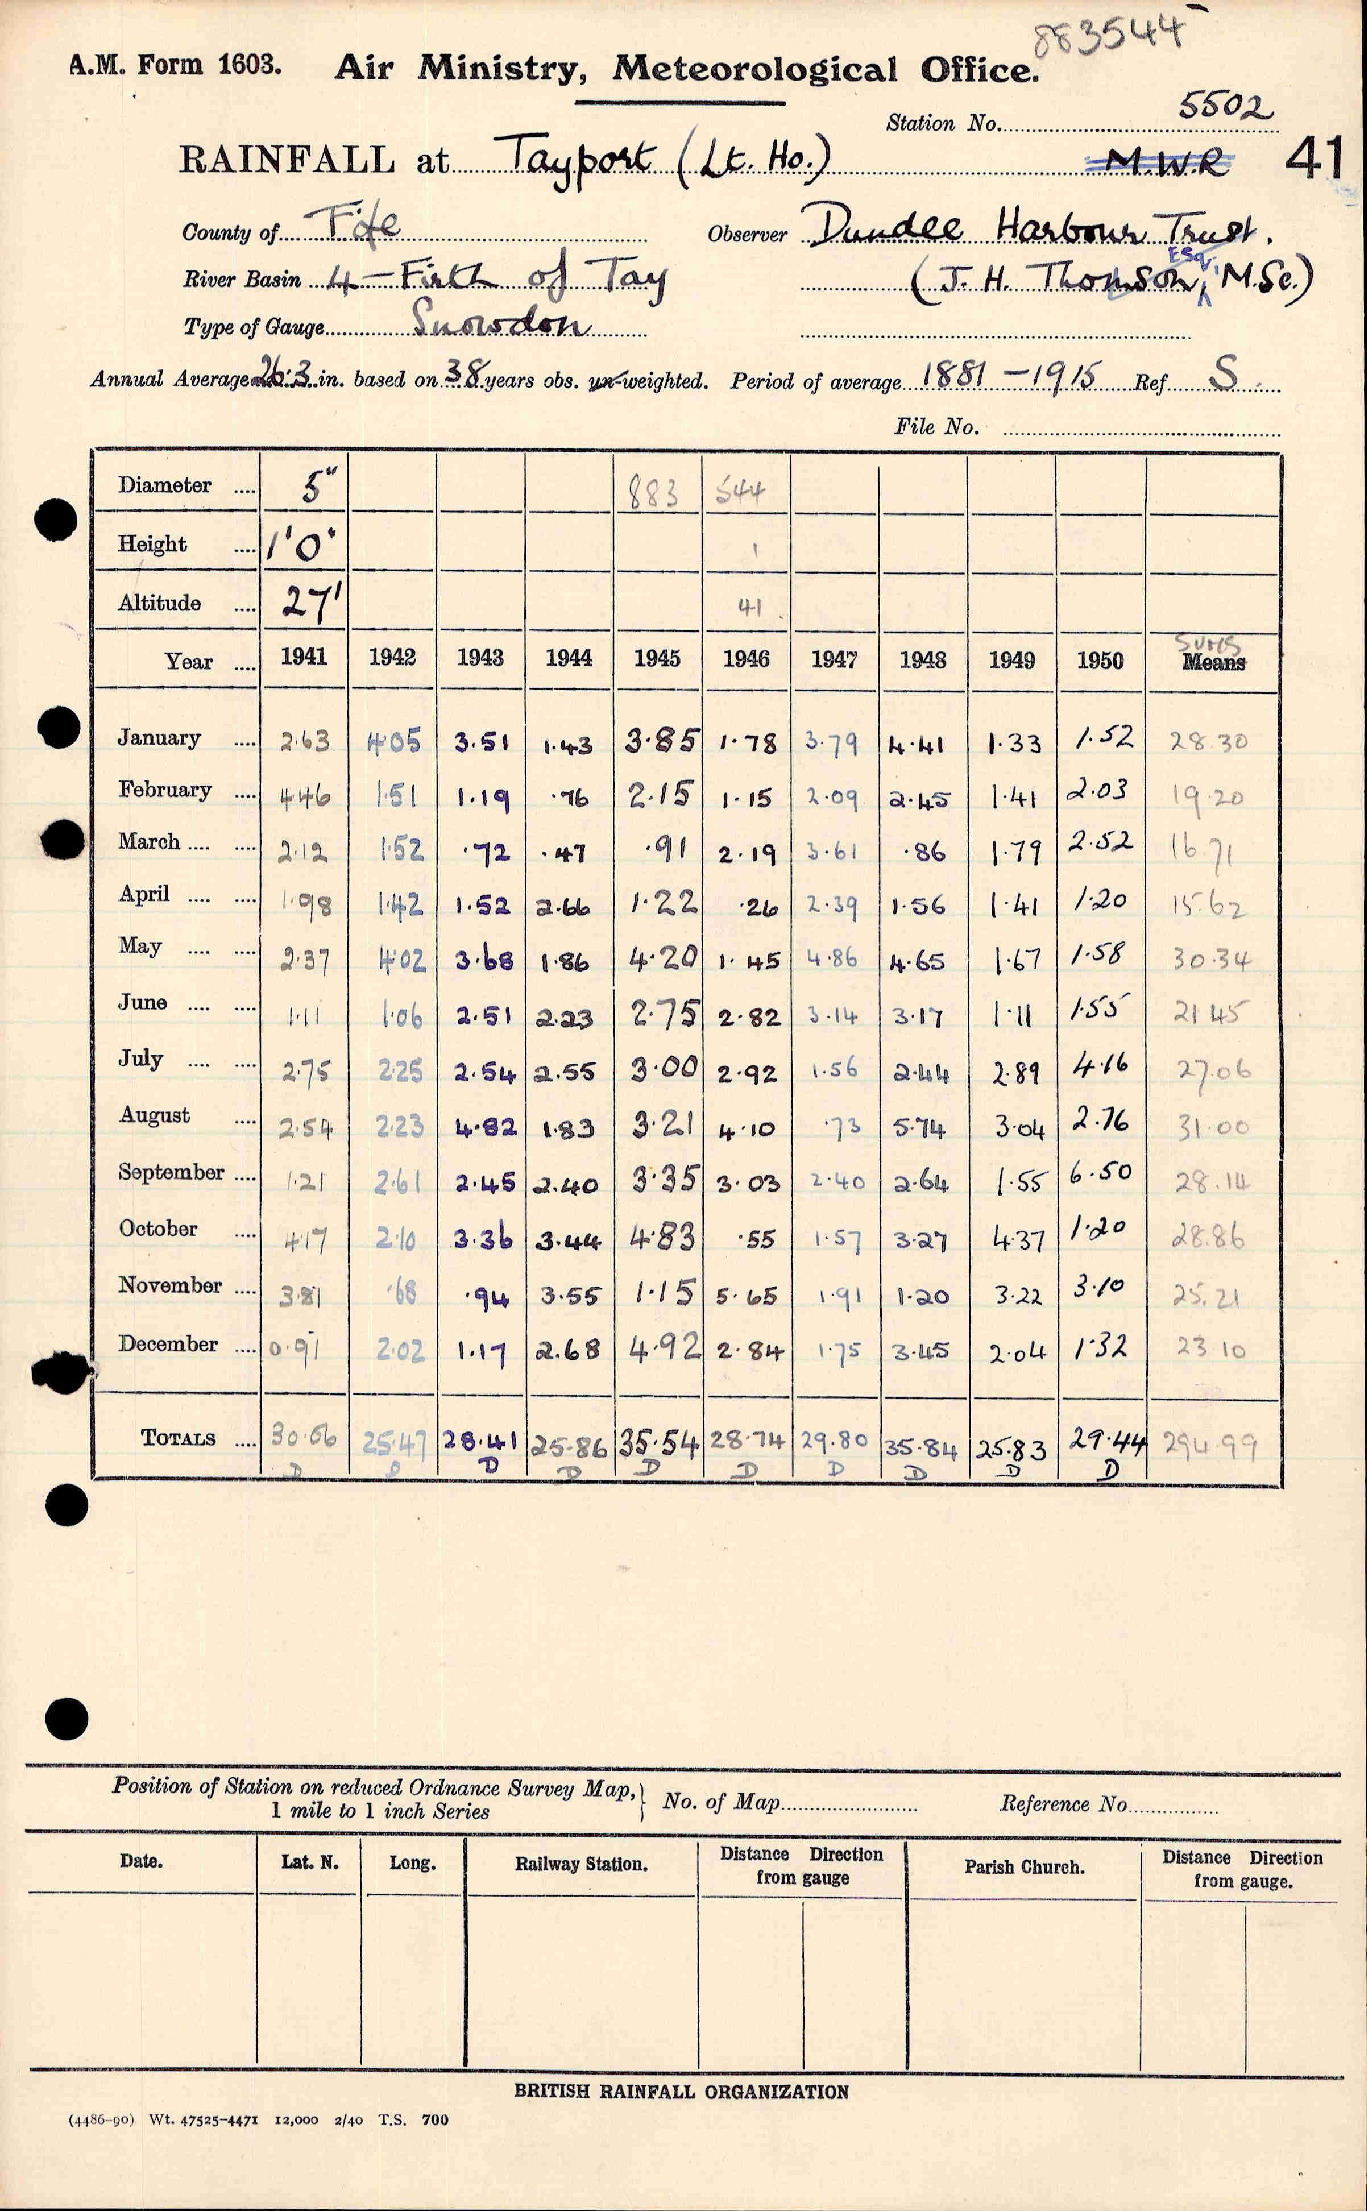 883544
A.M. Form 1603. Air Ministry, Meteorological Office.
Station No. 5502
RAINFALL at Tayport (Lt. Ho.) M.W.R 41
County of Fife Observer Dundee Harbour Trust.
River Basin 4 – Firth of Tay (J. H. Thomson, Esq. M.Sc.)
Type of Gauge Snowdon
Annual Average 26.3 in. based on 38 years obs. un-weighted. Period of average 1881 – 1915 Ref S
File No.
Diameter .... 5" 883 544
Height .... 1'0" 1
Altitude .... 27' 41
Sums
Year .... 1941 1942 1943 1944 1945 1946 1947 1948 1949 1950 Means
January .... 2.63 4.05 3.51 1.43 3.85 1.78 3.79 4.41 1.33 1.52 28.30
February .... 4.46 1.51 1.19 .76 2.15 1.15 2.09 2.45 1.41 2.03 19.20
March .... .... 2.12 1.52 .72 .47 .91 2.19 3.61 .86 1.79 2.52 16.71
April .... .... 1.98 1.42 1.52 2.66 1.22 .26 2.39 1.56 1.41 1.20 15.62
May .... .... 2.37 4.02 3.68 1.86 4.20 1.45 4.86 4.65 1.67 1.58 30.34
June .... .... 1.11 1.06 2.51 2.23 2.75 2.82 3.14 3.17 1.11 1.55 21.45
July .... .... 2.75 2.25 2.54 2.55 3.00 2.92 1.56 2.44 2.89 4.16 27.06
August .... 2.54 2.23 4.82 1.83 3.21 4.10 .73 5.74 3.04 2.76 31.00
September .... 1.21 2.61 2.45 2.40 3.35 3.03 2.40 2.64 1.55 6.50 28.14
October .... 4.17 2.10 3.36 3.44 4.83 .55 1.57 3.27 4.37 1.20 28.86
November .... 3.81 .68 .94 3.55 1.15 5.65 1.91 1.20 3.22 3.10 25.21
December .... 0.91 2.02 1.17 2.68 4.92 2.84 1.75 3.45 2.04 1.32 23.10
TOTALS .... 30.06 25.47 28.41 25.86 35.54 28.74 29.80 35.84 25.83 29.44 294.99
D D D D D D D D D D
Position of Station on reduced Ordnance Survey Map, } No. of Map Reference No.
1 mile to 1 inch Series
Date. Lat. N. Long. Railway Station. Distance Direction from gauge Parish Church. Distance Direction from gauge.
BRITISH RAINFALL ORGANIZATION
(4486–90) Wt. 47525–4471 12,000 2/40 T.S. 700